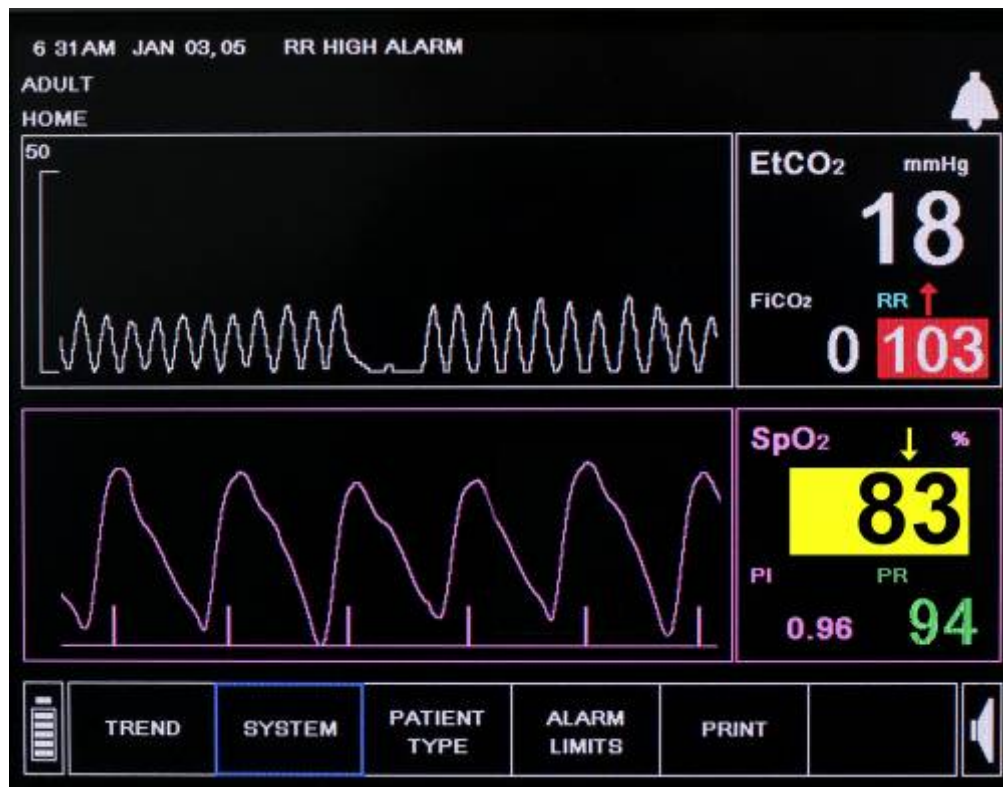 6 31AM JAN 03, 05 RR HIGH ALARM
ADULT
HOME
50
EtCO2 mmHg
18
FiCO2 RR
0 103
SpO2 %
83
PI PR
0.96 94
TREND SYSTEM PATIENT TYPE ALARM LIMITS PRINT